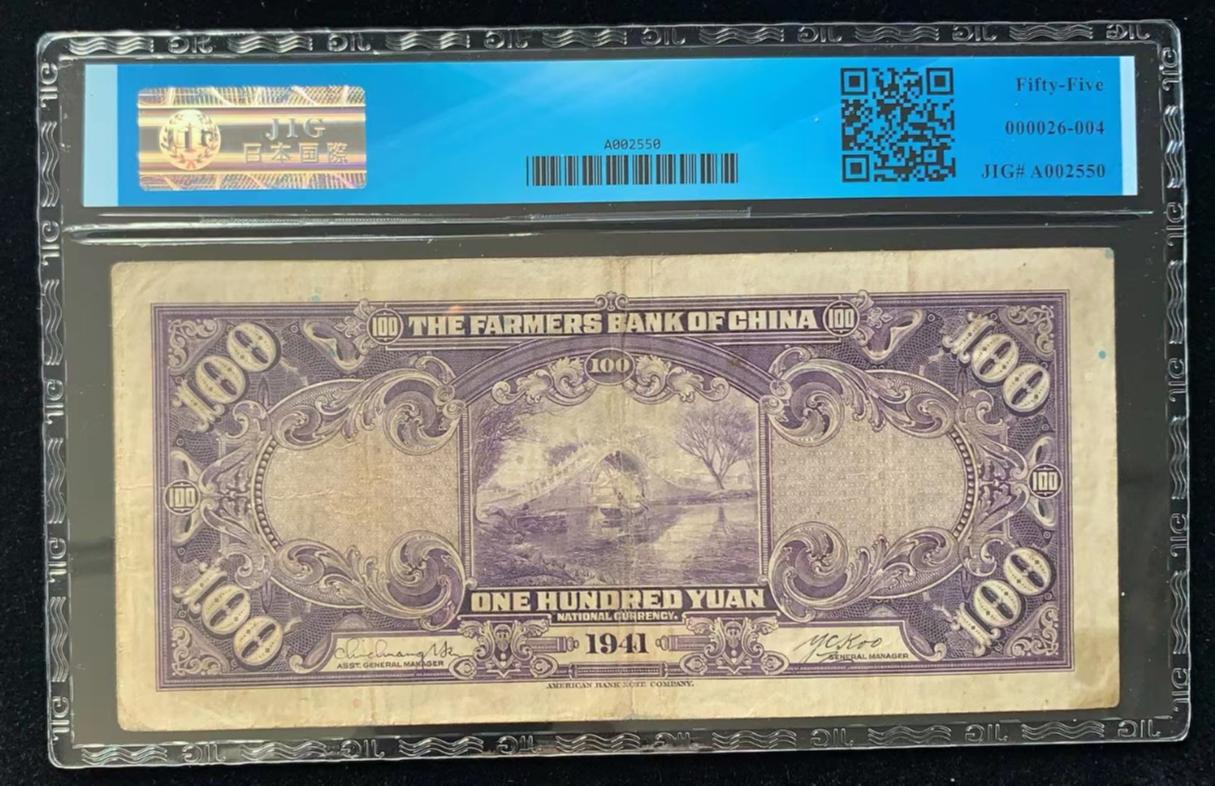 JIG
日本国際
A002550
Fifty-Five
000026-004
JIG# A002550
100 THE FARMERS BANK OF CHINA 100
100
100
100
100
100
ONE HUNDRED YUAN
NATIONAL CURRENCY.
100
100
1941
Y C Koo
ASST. GENERAL MANAGER
GENERAL MANAGER
AMERICAN BANK NOTE COMPANY.